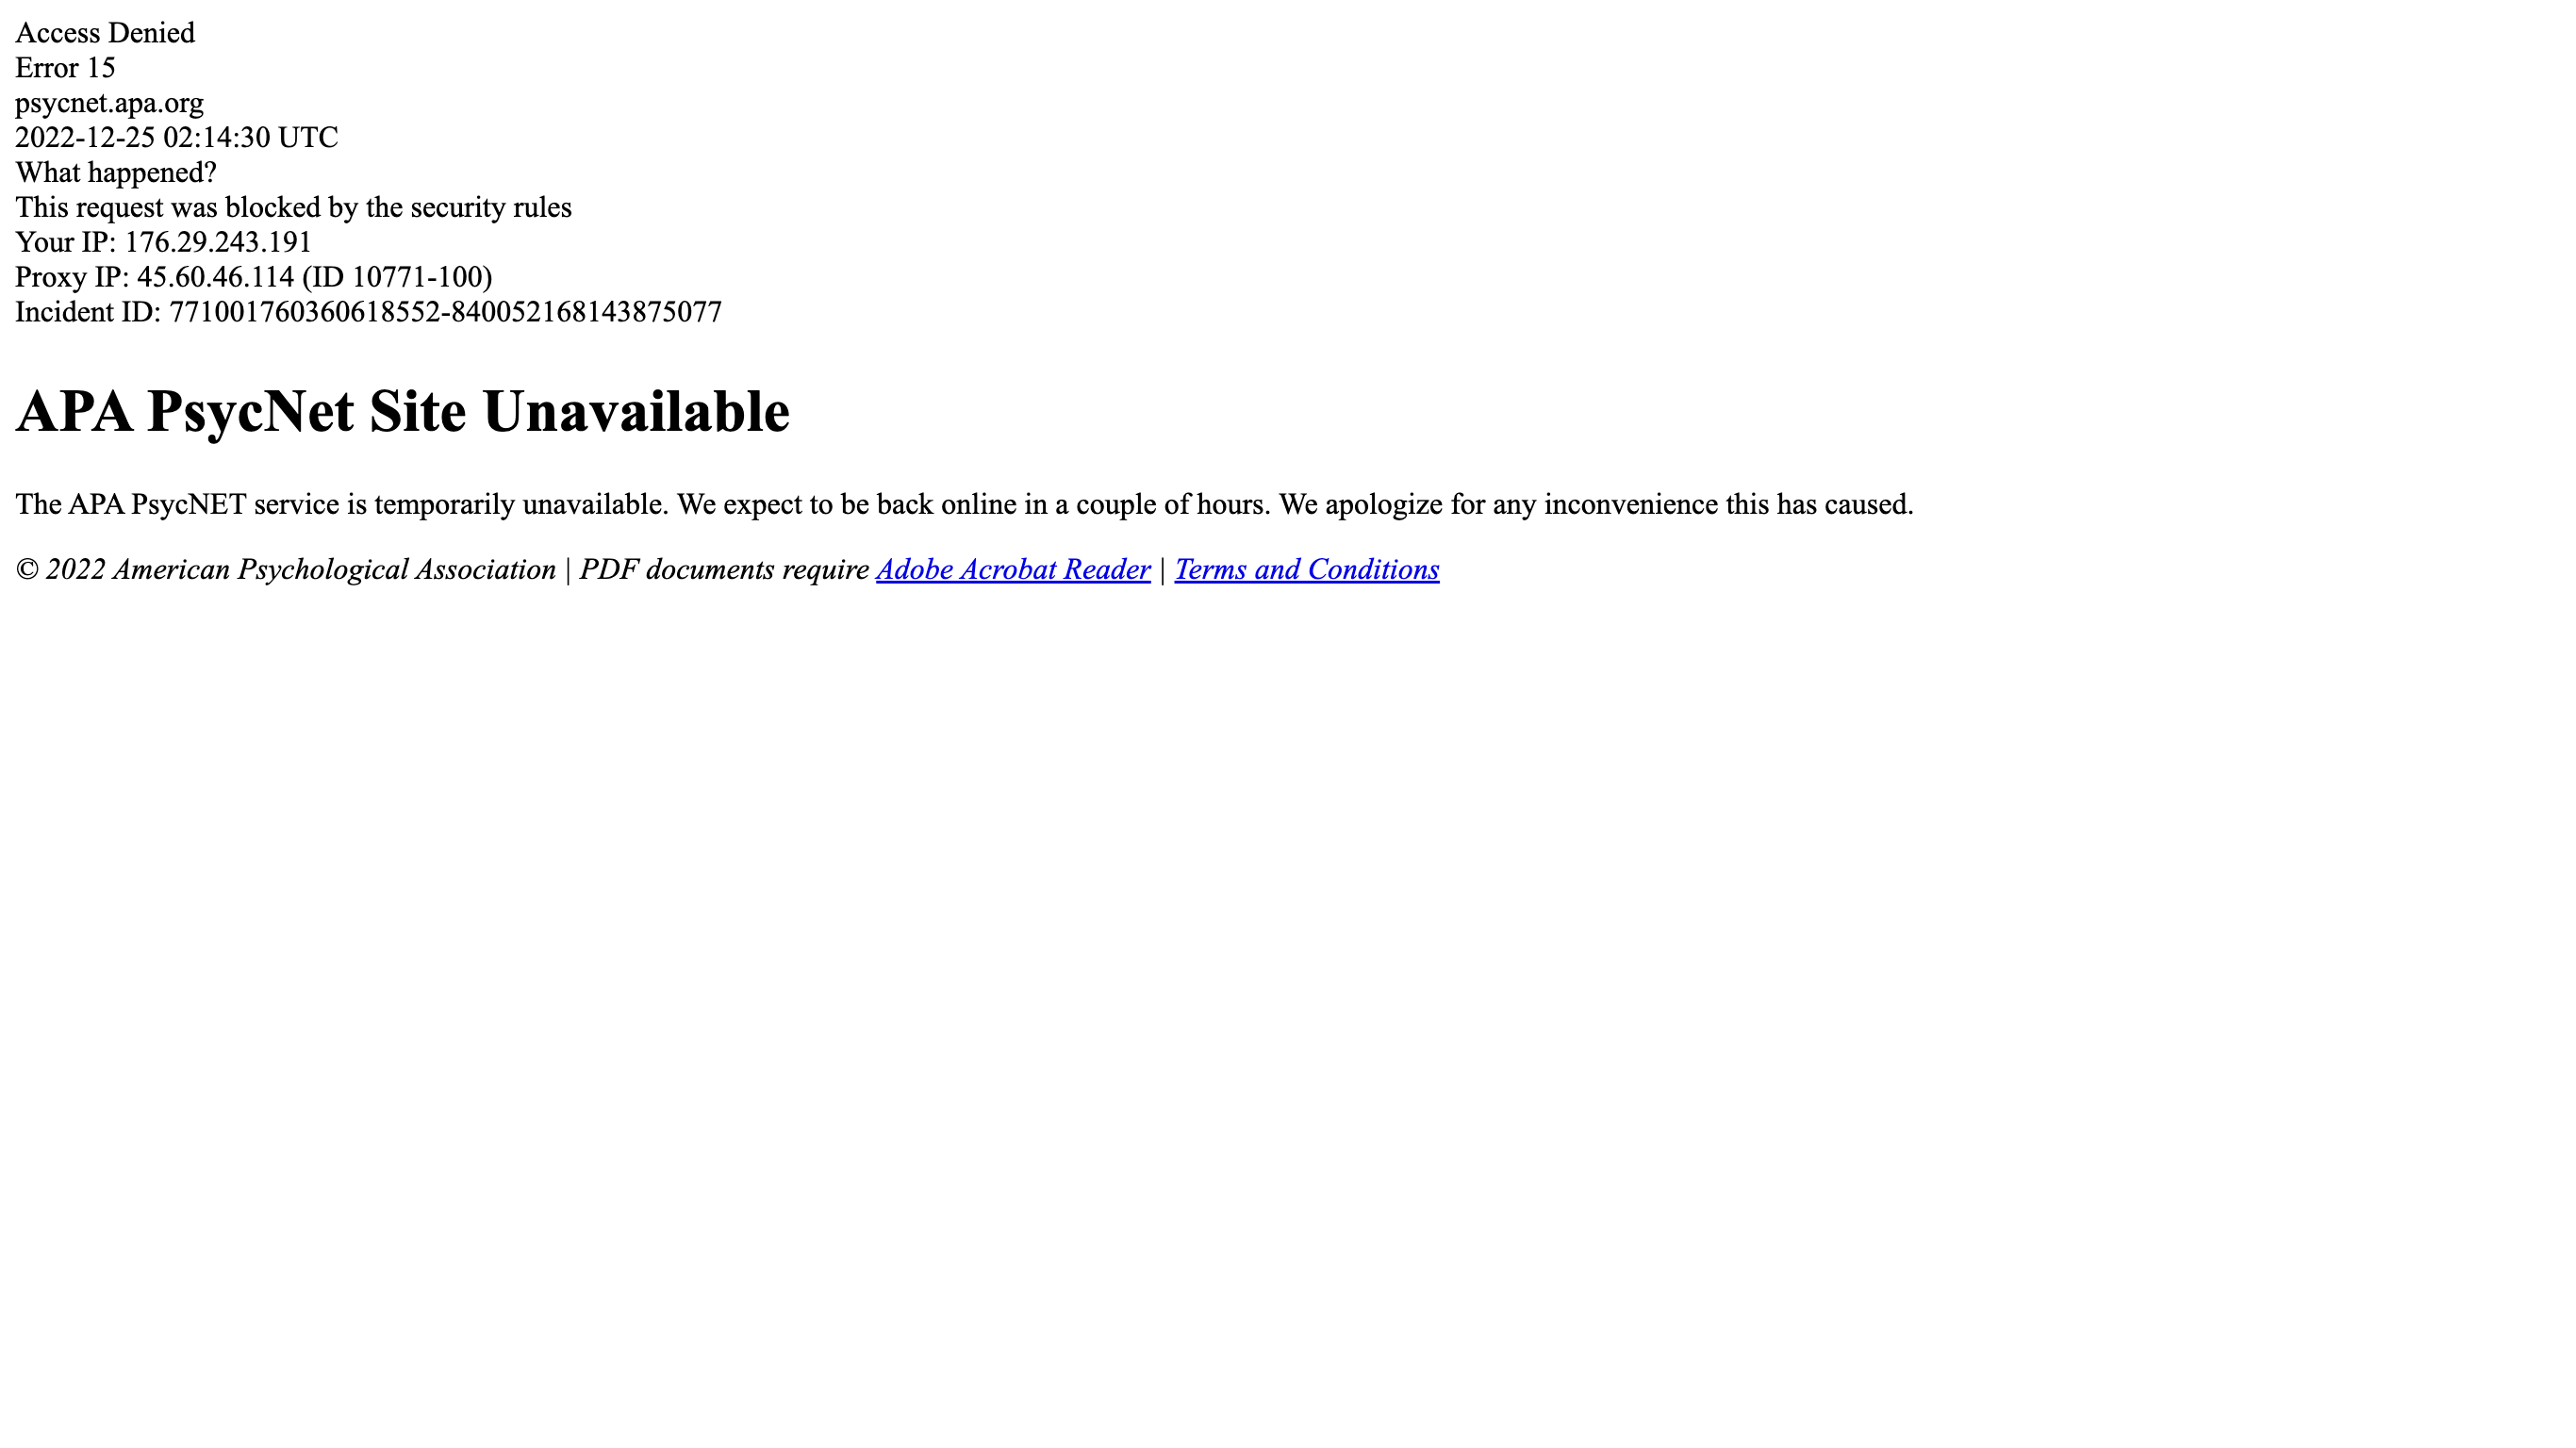 Access Denied
Error 15
psycnet.apa.org
2022-12-25 02:14:30 UTC
What happened?
This request was blocked by the security rules
Your IP: 176.29.243.191
Proxy IP: 45.60.46.114 (ID 10771-100)
Incident ID: 771001760360618552-840052168143875077
APA PsycNet Site Unavailable
The APA PsycNET service is temporarily unavailable. We expect to be back online in a couple of hours. We apologize for any inconvenience this has caused.
© 2022 American Psychological Association | PDF documents require Adobe Acrobat Reader | Terms and Conditions